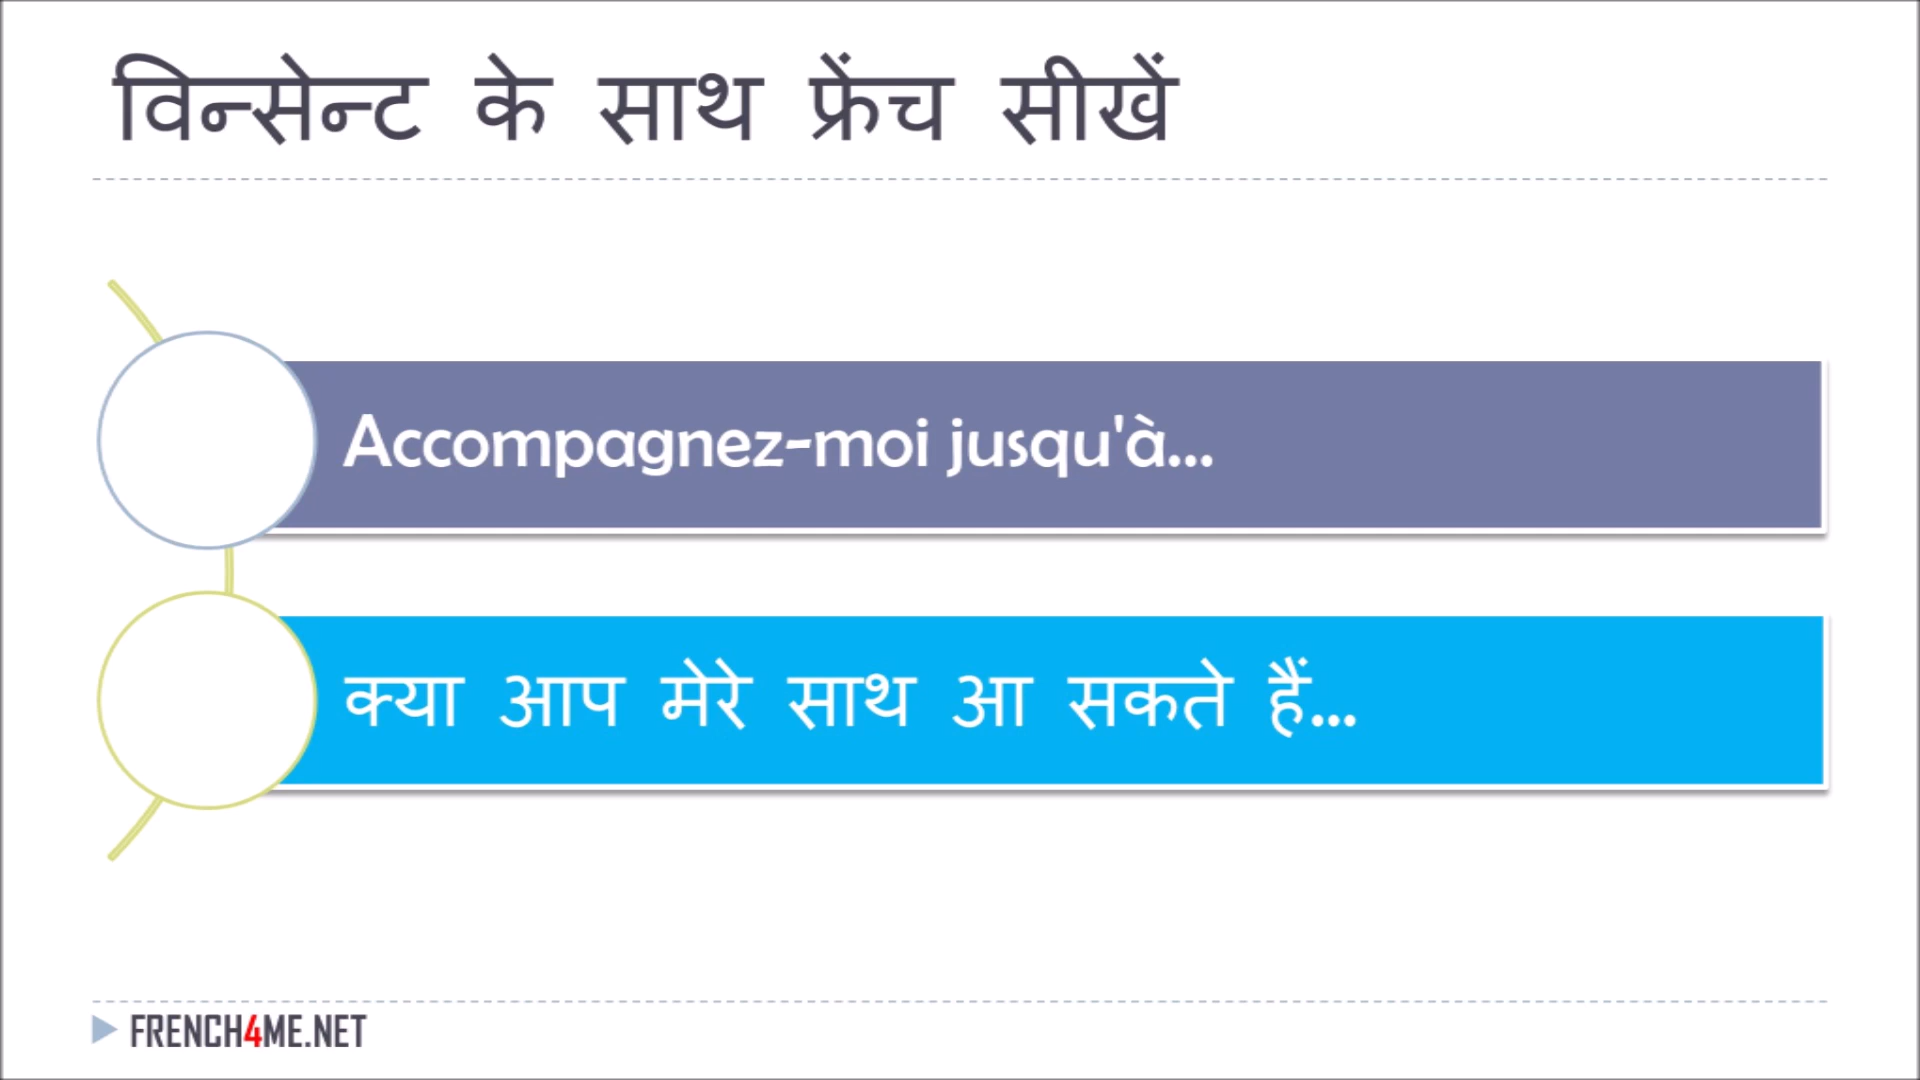 विन्सेन्ट के साथ फ्रेंच सीखें
Accompagnez-moi jusqu'à...
क्या आप मेरे साथ आ सकते हैं...
FRENCH4ME.NET